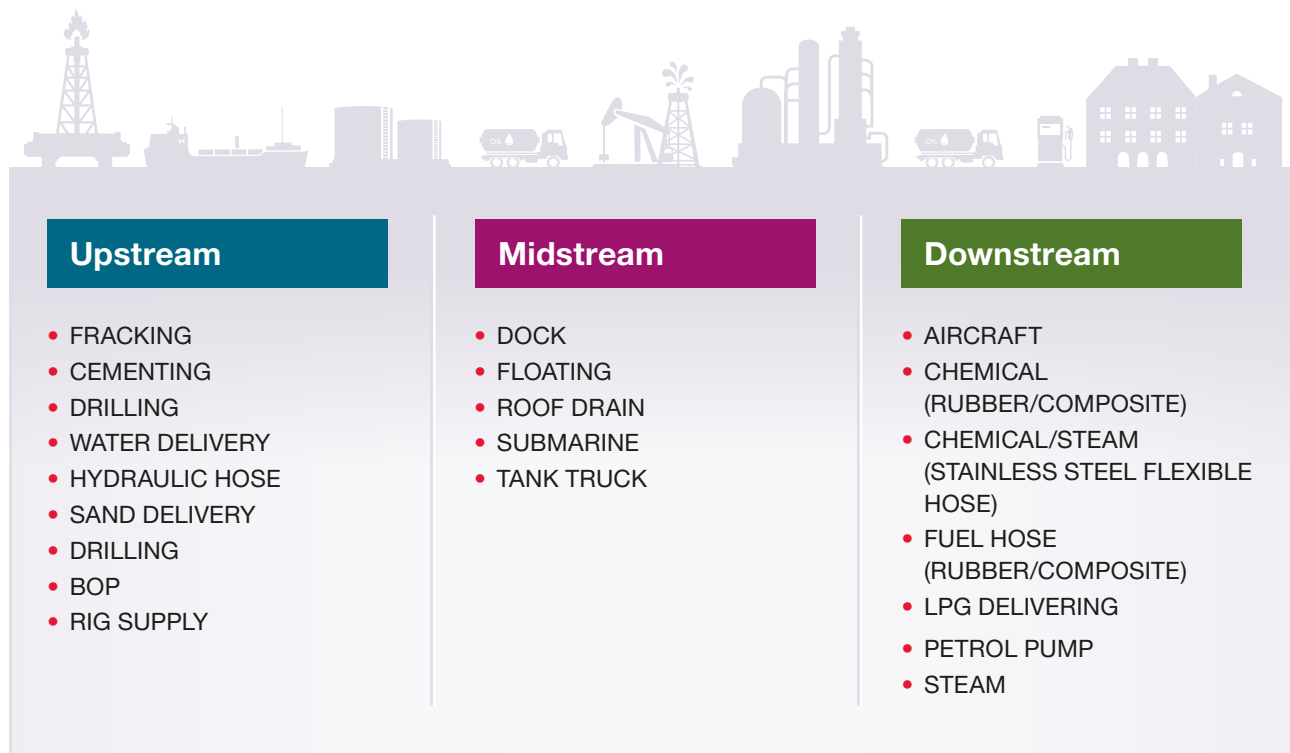 OIL
OIL
Upstream
• FRACKING
• CEMENTING
• DRILLING
• WATER DELIVERY
• HYDRAULIC HOSE
• SAND DELIVERY
• DRILLING
• BOP
• RIG SUPPLY
Midstream
• DOCK
• FLOATING
• ROOF DRAIN
• SUBMARINE
• TANK TRUCK
Downstream
• AIRCRAFT
• CHEMICAL
(RUBBER/COMPOSITE)
• CHEMICAL/STEAM
(STAINLESS STEEL FLEXIBLE
HOSE)
• FUEL HOSE
(RUBBER/COMPOSITE)
• LPG DELIVERING
• PETROL PUMP
• STEAM